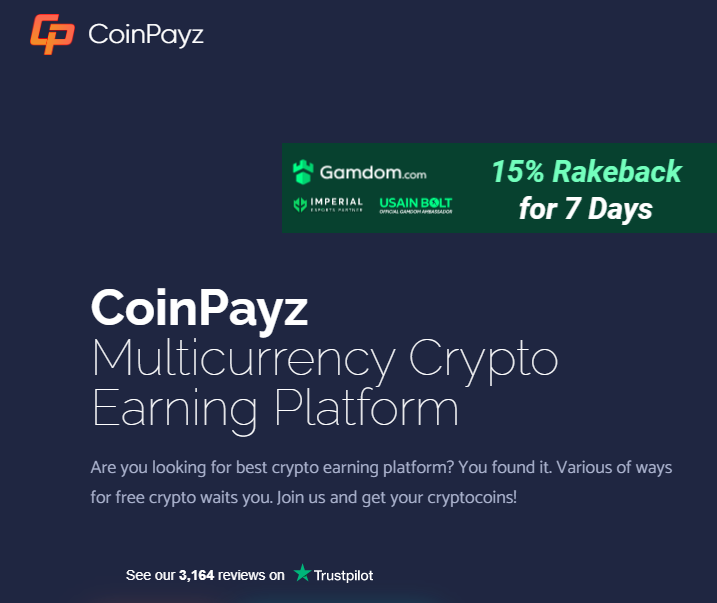 CoinPayz
Gamdom.com
15% Rakeback
IMPERIAL
ESPORTS PARTNER
USAIN BOLT
OFFICIAL GAMDOM AMBASSADOR
for 7 Days
CoinPayz
Multicurrency Crypto
Earning Platform
Are you looking for best crypto earning platform? You found it. Various of ways
for free crypto waits you. Join us and get your cryptocoins!
See our 3,164 reviews on Trustpilot